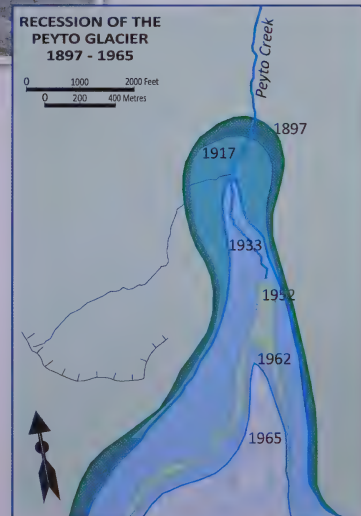 RECESSION OF THE
PEYTO GLACIER
1897 - 1965
0 1000 2000 Feet
0 200 400 Metres
Peyto Creek
1897
1917
1933
1952
1962
1965